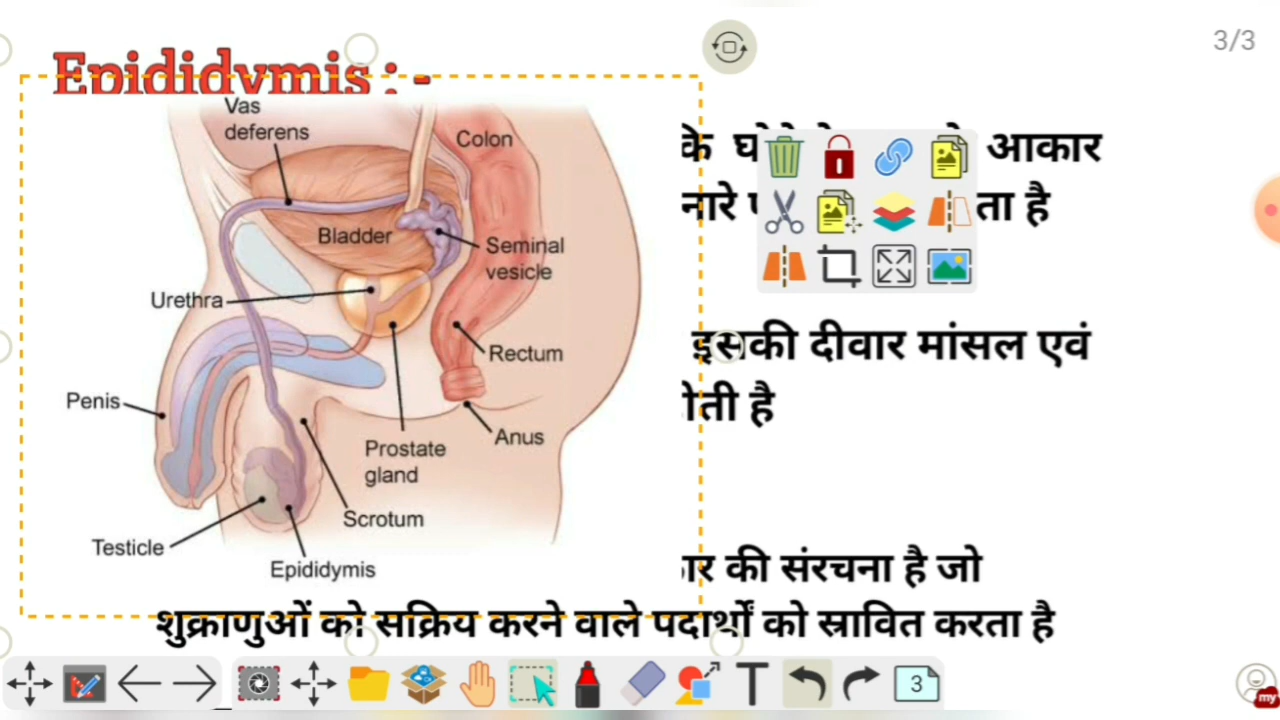 3/3
Epididymis : -
Vas
deferens
Colon
के
आकार
ता है
Bladder
Seminal
vesicle
Urethra
Rectum
इसकी दीवार मांसल एवं
Penis
है
Anus
Prostate
gland
Scrotum
Testicle
Epididymis
की संरचना है जो
शुक्राणुओं को सक्रिय करने वाले पदार्थों को स्रावित करता है
T
3
my